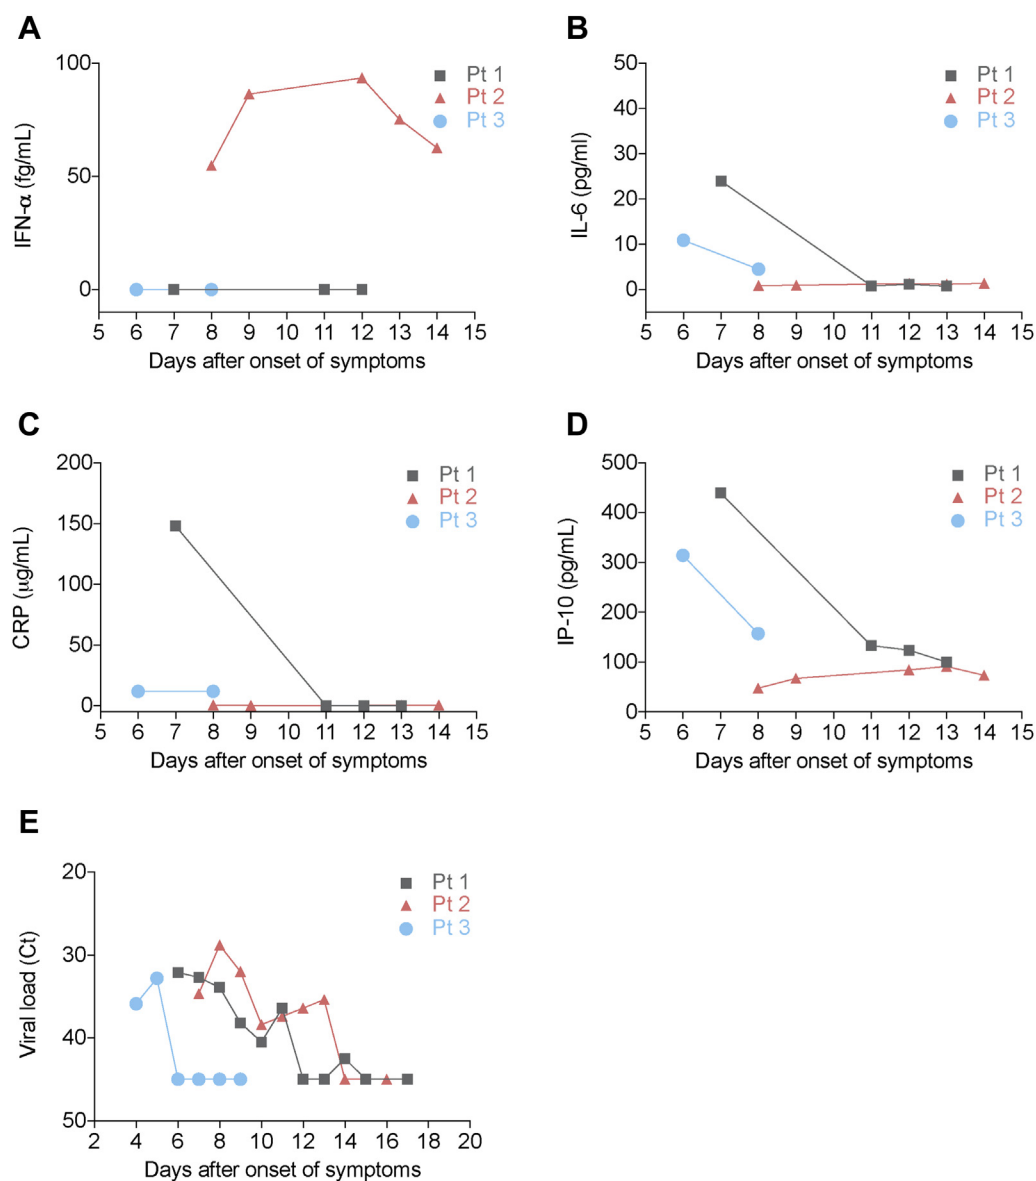 A
IFN-α (fg/mL)
100
50
0
5 6 7 8 9 10 11 12 13 14 15
Days after onset of symptoms
Pt 1
Pt 2
Pt 3
B
IL-6 (pg/ml)
50
40
30
20
10
0
5 6 7 8 9 10 11 12 13 14 15
Days after onset of symptoms
Pt 1
Pt 2
Pt 3
C
CRP (μg/mL)
200
150
100
50
0
5 6 7 8 9 10 11 12 13 14 15
Days after onset of symptoms
Pt 1
Pt 2
Pt 3
D
IP-10 (pg/mL)
500
400
300
200
100
0
5 6 7 8 9 10 11 12 13 14 15
Days after onset of symptoms
Pt 1
Pt 2
Pt 3
E
Viral load (Ct)
20
30
40
50
2 4 6 8 10 12 14 16 18 20
Days after onset of symptoms
Pt 1
Pt 2
Pt 3